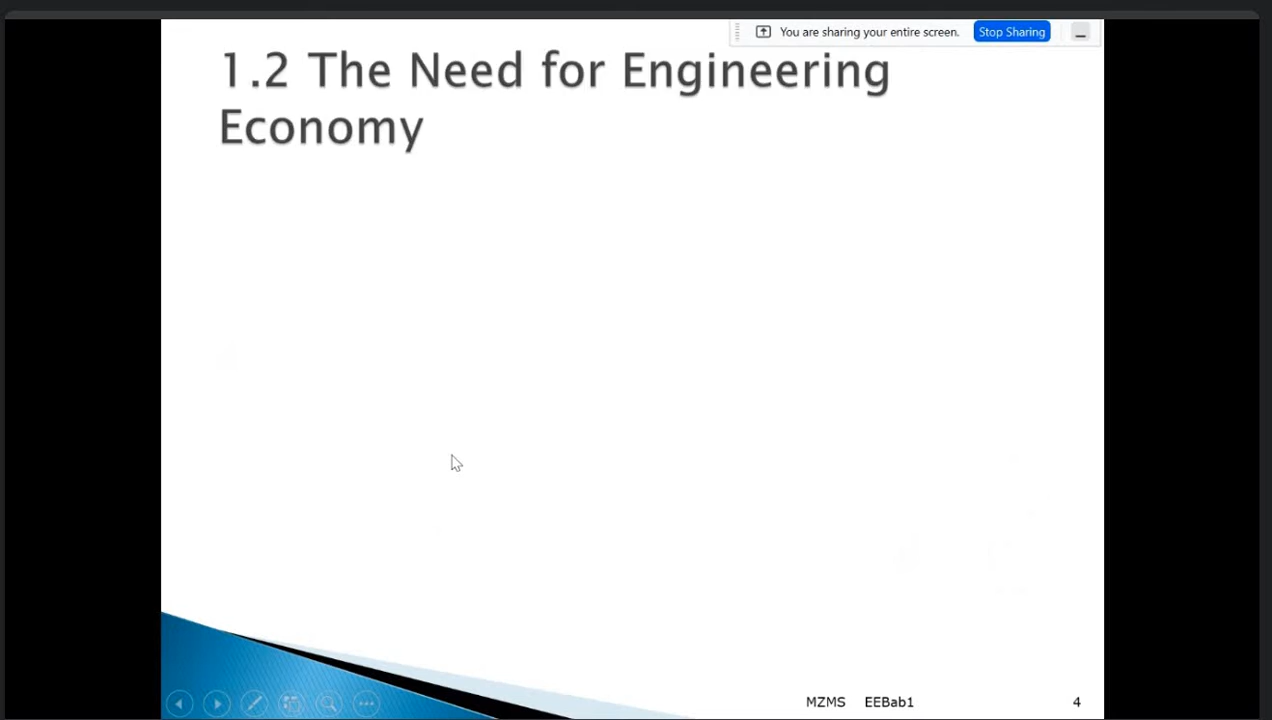 You are sharing your entire screen. Stop Sharing
1.2 The Need for Engineering
Economy
MZMS EEBab1 4